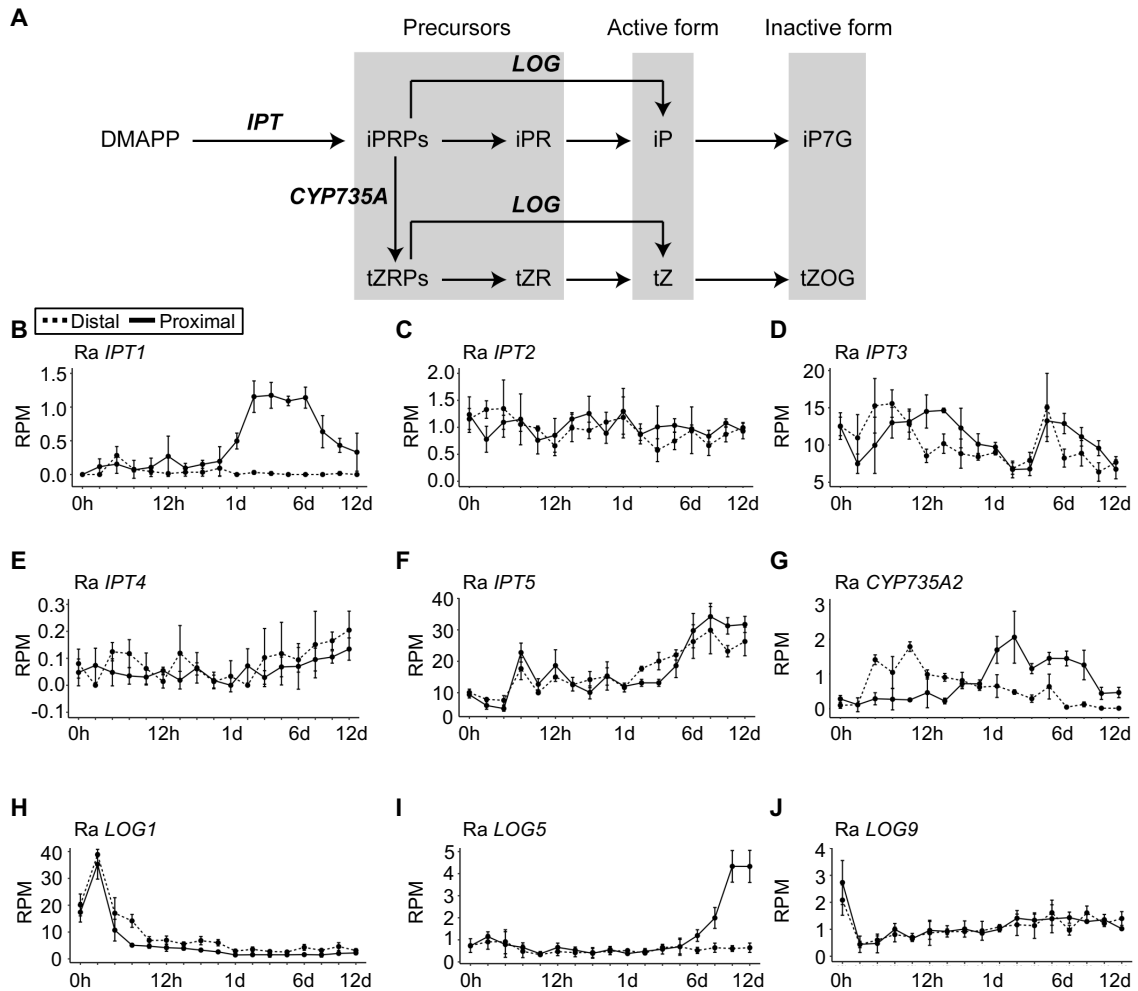 A
Precursors Active form Inactive form
LOG
DMAPP IPT iPRPs iPR iP iP7G
CYP735A
LOG
tZRPs tZR tZ tZOG
Distal Proximal
B
Ra IPT1
RPM
1.5
1.0
0.5
0.0
0h 12h 1d 6d 12d
C
Ra IPT2
RPM
2.0
1.5
1.0
0.5
0.0
0h 12h 1d 6d 12d
D
Ra IPT3
RPM
20
15
10
5
0h 12h 1d 6d 12d
E
Ra IPT4
RPM
0.3
0.2
0.1
0.0
-0.1
0h 12h 1d 6d 12d
F
Ra IPT5
RPM
40
30
20
10
0
0h 12h 1d 6d 12d
G
Ra CYP735A2
RPM
3
2
1
0
0h 12h 1d 6d 12d
H
Ra LOG1
RPM
40
30
20
10
0
0h 12h 1d 6d 12d
I
Ra LOG5
RPM
5
4
3
2
1
0
0h 12h 1d 6d 12d
J
Ra LOG9
RPM
4
3
2
1
0
0h 12h 1d 6d 12d